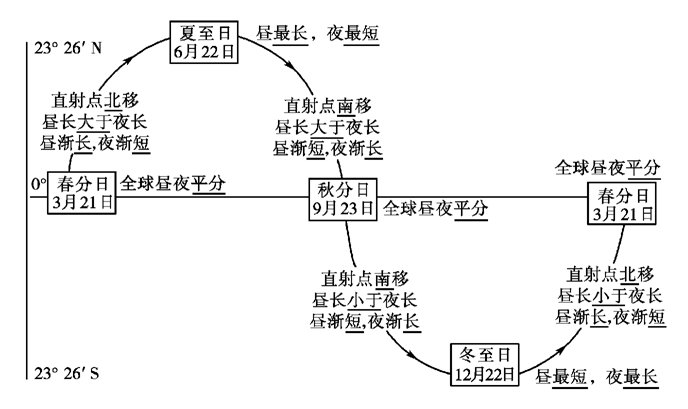 23° 26′ N
夏至日
6月22日
昼最长，夜最短
直射点北移
昼长大于夜长
昼渐长,夜渐短
直射点南移
昼长大于夜长
昼渐短,夜渐长
0°
春分日
3月21日
全球昼夜平分
秋分日
9月23日
全球昼夜平分
全球昼夜平分
春分日
3月21日
直射点南移
昼长小于夜长
昼渐短,夜渐长
直射点北移
昼长小于夜长
昼渐长,夜渐短
23° 26′ S
冬至日
12月22日
昼最短，夜最长